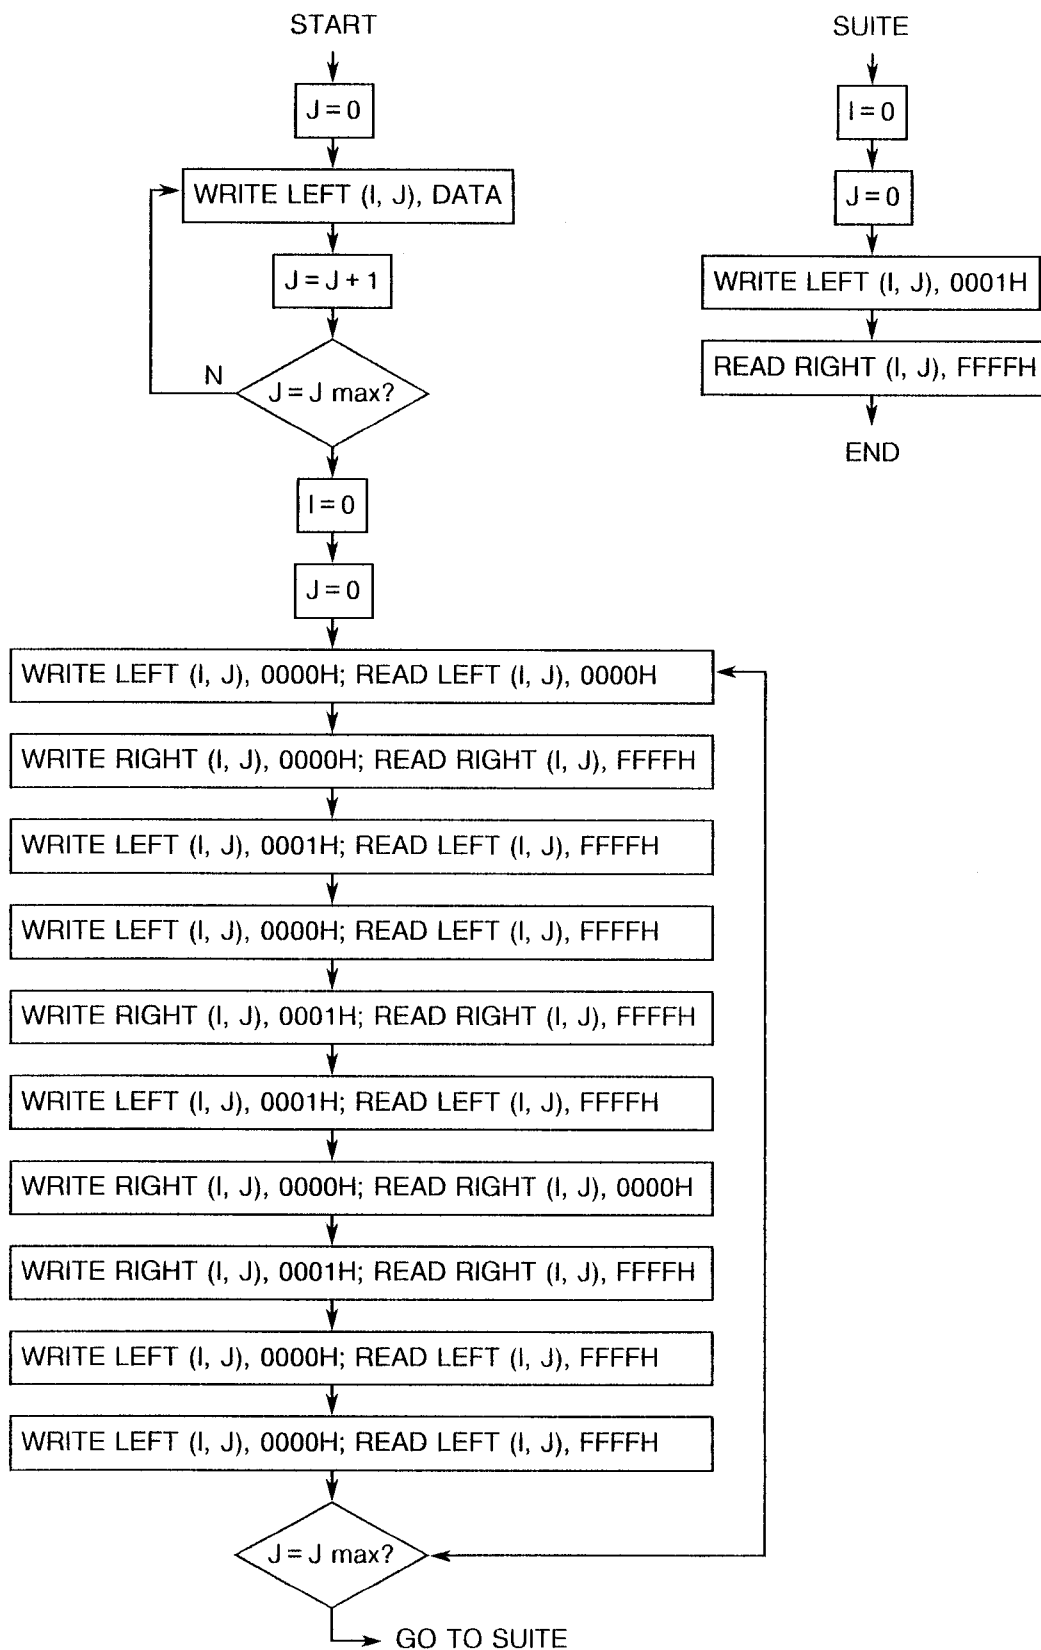 START
J = 0
WRITE LEFT (I, J), DATA
J = J + 1
N
J = J max?
I = 0
J = 0
WRITE LEFT (I, J), 0000H; READ LEFT (I, J), 0000H
WRITE RIGHT (I, J), 0000H; READ RIGHT (I, J), FFFFH
WRITE LEFT (I, J), 0001H; READ LEFT (I, J), FFFFH
WRITE LEFT (I, J), 0000H; READ LEFT (I, J), FFFFH
WRITE RIGHT (I, J), 0001H; READ RIGHT (I, J), FFFFH
WRITE LEFT (I, J), 0001H; READ LEFT (I, J), FFFFH
WRITE RIGHT (I, J), 0000H; READ RIGHT (I, J), 0000H
WRITE RIGHT (I, J), 0001H; READ RIGHT (I, J), FFFFH
WRITE LEFT (I, J), 0000H; READ LEFT (I, J), FFFFH
WRITE LEFT (I, J), 0000H; READ LEFT (I, J), FFFFH
J = J max?
GO TO SUITE
SUITE
I = 0
J = 0
WRITE LEFT (I, J), 0001H
READ RIGHT (I, J), FFFFH
END